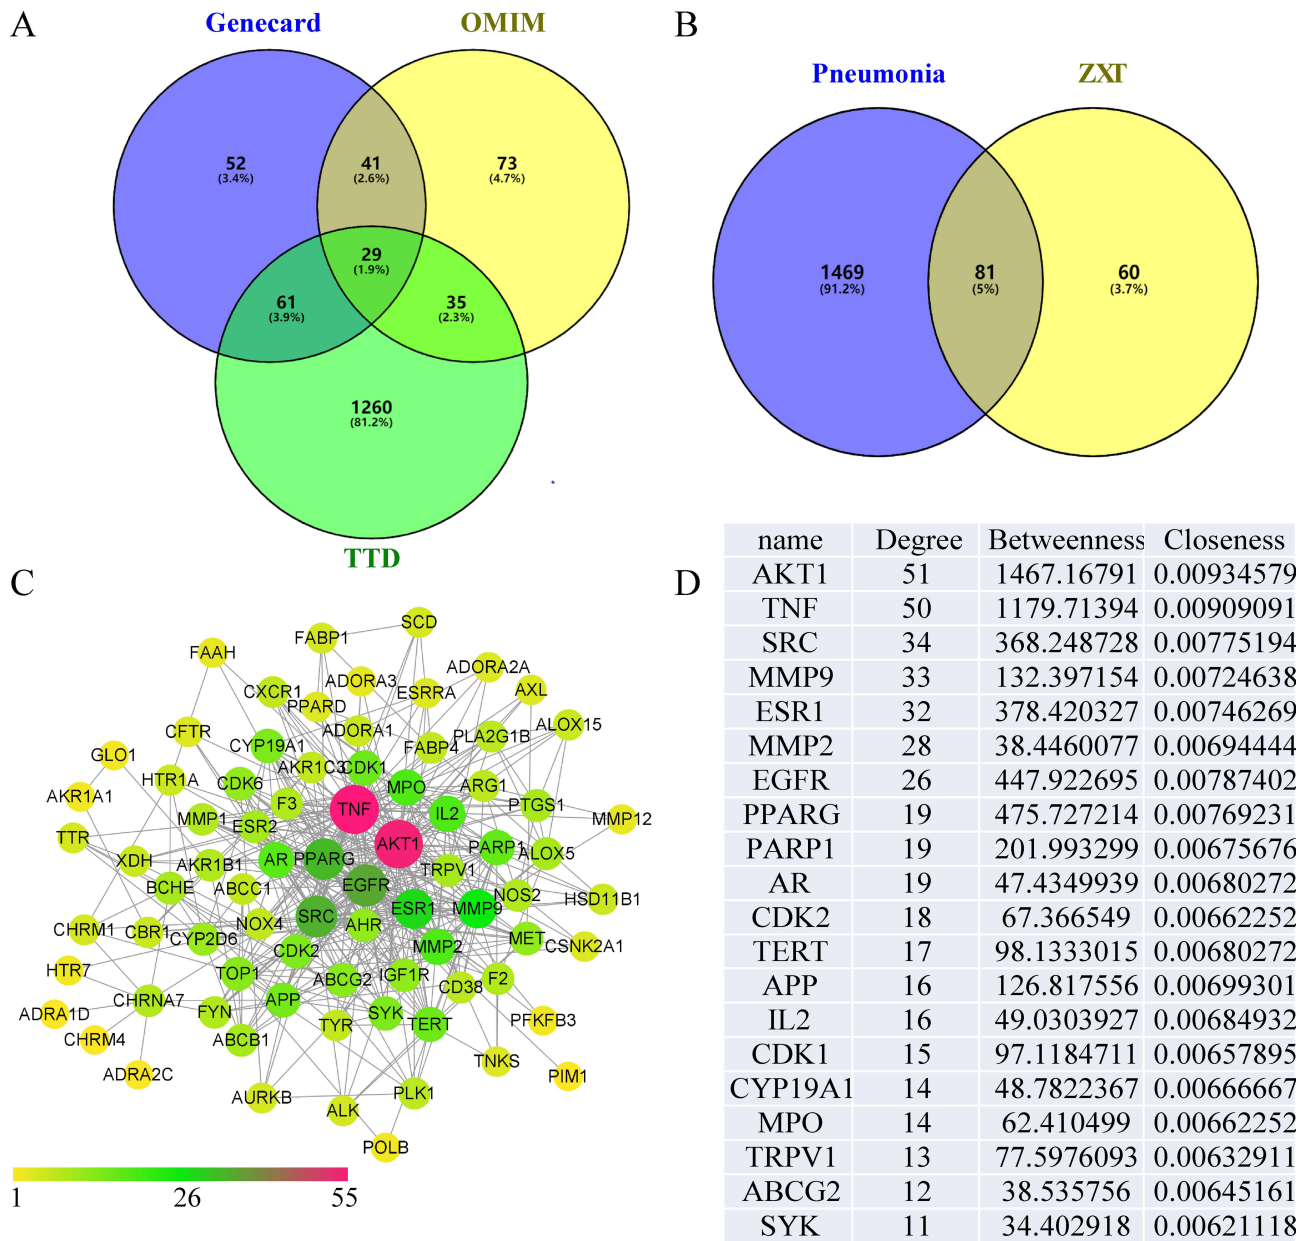 A
Genecard
OMIM
52
(3.4%)
41
(2.6%)
73
(4.7%)
29
(1.9%)
61
(3.9%)
35
(2.3%)
1260
(81.2%)
TTD
B
Pneumonia
ZXT
1469
(91.2%)
81
(5%)
60
(3.7%)
C
SCD
FABP1
FAAH
ADORA2A
ADORA3
CXCR1
ESRRA
AXL
PPARD
ALOX15
CFTR
ADORA1
PLA2G1B
CYP19A1
FABP4
GLO1
AKR1C3
CDK1
HTR1A
CDK6
MPO
ARG1
AKR1A1
F3
TNF
IL2
PTGS1
MMP12
MMP1
ESR2
TTR
AKT1
PARP1
ALOX5
XDH
AKR1B1
AR
PPARG
TRPV1
BCHE
ABCC1
EGFR
NOS2
HSD11B1
SRC
ESR1
MMP9
CHRM1
CBR1
NOX4
AHR
CYP2D6
MET
CSNK2A1
CDK2
MMP2
HTR7
TOP1
ABCG2
IGF1R
F2
CD38
CHRNA7
APP
ADRA1D
FYN
SYK
TERT
PFKFB3
TYR
CHRM4
ABCB1
TNKS
ADRA2C
PIM1
AURKB
PLK1
ALK
POLB
1
26
55
D
name Degree Betweenness Closeness
AKT1 51 1467.16791 0.00934579
TNF 50 1179.71394 0.00909091
SRC 34 368.248728 0.00775194
MMP9 33 132.397154 0.00724638
ESR1 32 378.420327 0.00746269
MMP2 28 38.4460077 0.00694444
EGFR 26 447.922695 0.00787402
PPARG 19 475.727214 0.00769231
PARP1 19 201.993299 0.00675676
AR 19 47.4349939 0.00680272
CDK2 18 67.366549 0.00662252
TERT 17 98.1333015 0.00680272
APP 16 126.817556 0.00699301
IL2 16 49.0303927 0.00684932
CDK1 15 97.1184711 0.00657895
CYP19A1 14 48.7822367 0.00666667
MPO 14 62.410499 0.00662252
TRPV1 13 77.5976093 0.00632911
ABCG2 12 38.535756 0.00645161
SYK 11 34.402918 0.00621118